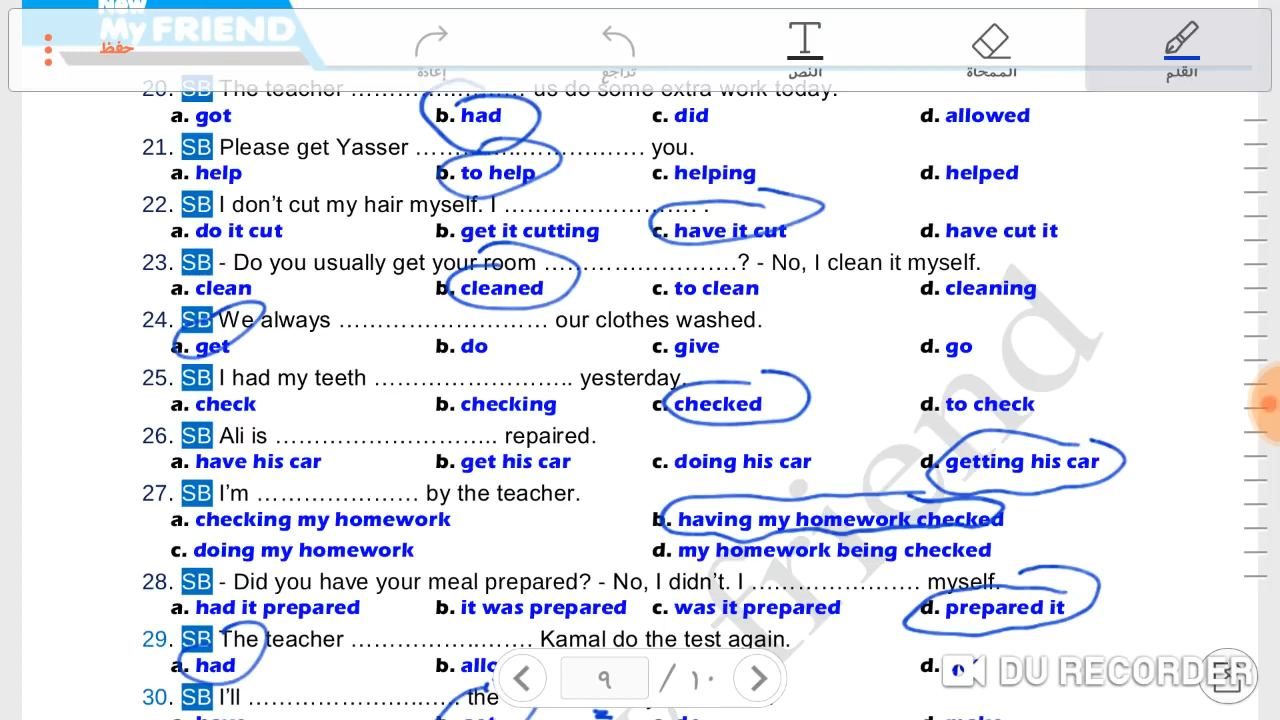 New
My FRIEND
حفظ
إعادة
تراجع
النص
الممحاة
القلم
20. SB The teacher ........................ us do some extra work today.
a. got b. had c. did d. allowed
21. SB Please get Yasser ........................ you.
a. help b. to help c. helping d. helped
22. SB I don't cut my hair myself. I ........................ .
a. do it cut b. get it cutting c. have it cut d. have cut it
23. SB - Do you usually get your room ........................? - No, I clean it myself.
a. clean b. cleaned c. to clean d. cleaning
24. SB We always ........................ our clothes washed.
a. get b. do c. give d. go
25. SB I had my teeth ........................ yesterday.
a. check b. checking c. checked d. to check
26. SB Ali is ........................ repaired.
a. have his car b. get his car c. doing his car d. getting his car
27. SB I'm ........................ by the teacher.
a. checking my homework b. having my homework checked
c. doing my homework d. my homework being checked
28. SB - Did you have your meal prepared? - No, I didn't. I ........................ myself.
a. had it prepared b. it was prepared c. was it prepared d. prepared it
29. SB The teacher ........................ Kamal do the test again.
a. had b. d.
30. SB I'll ........................ the
friend
٩ / ١٠
DU RECORDER